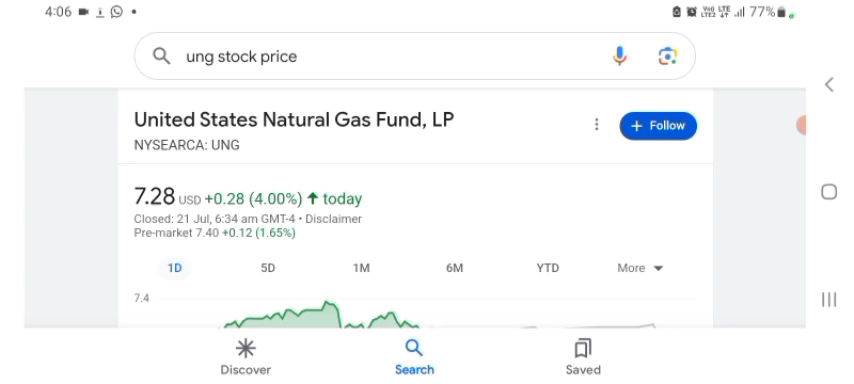 4:06 77%
ung stock price
United States Natural Gas Fund, LP
NYSEARCA: UNG
+ Follow
7.28 USD +0.28 (4.00%) ↑ today
Closed: 21 Jul, 6:34 am GMT-4 • Disclaimer
Pre-market 7.40 +0.12 (1.65%)
1D 5D 1M 6M YTD More
7.4
Discover Search Saved